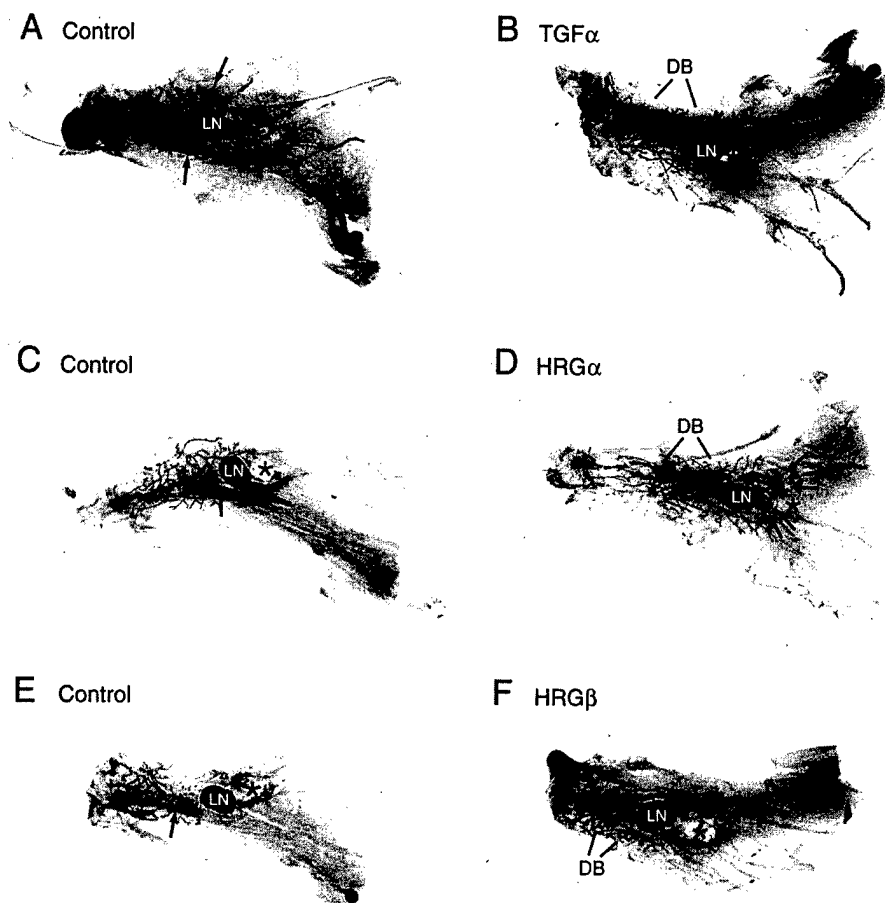 A Control
B TGFα
DB
LN
LN
C Control
D HRGα
DB
LN
*
LN
E Control
F HRGβ
LN
**
LN
*
DB